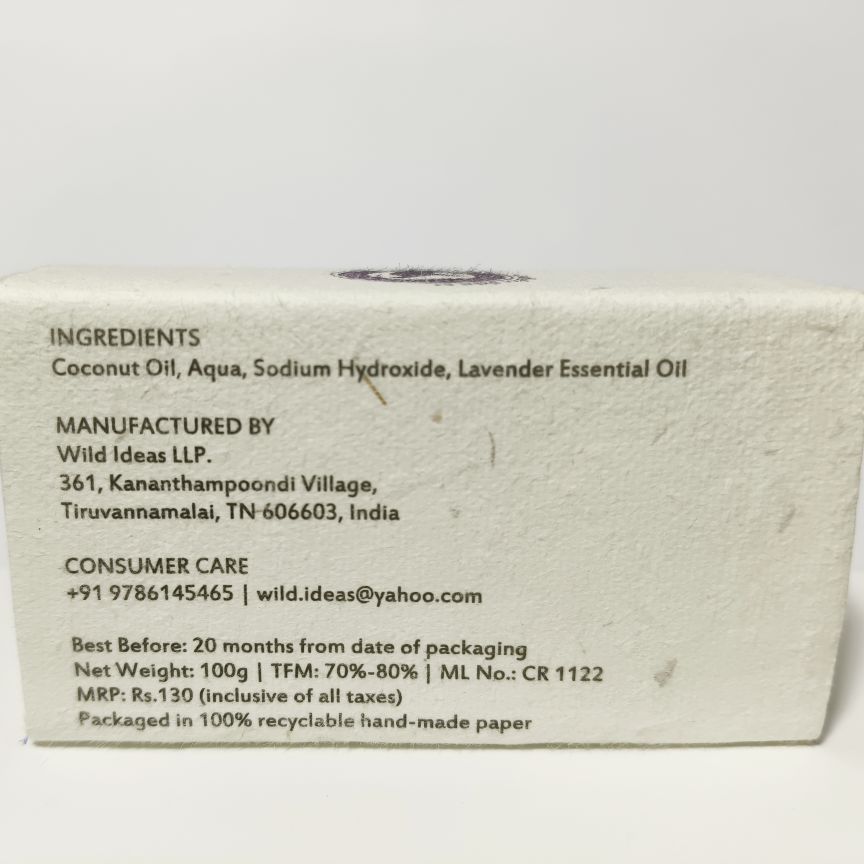 INGREDIENTS
Coconut Oil, Aqua, Sodium Hydroxide, Lavender Essential Oil
MANUFACTURED BY
Wild Ideas LLP.
361, Kananthampoondi Village,
Tiruvannamalai, TN 606603, India
CONSUMER CARE
+91 9786145465 | wild.ideas@yahoo.com
Best Before: 20 months from date of packaging
Net Weight: 100g | TFM: 70%-80% | ML No.: CR 1122
MRP: Rs.130 (inclusive of all taxes)
Packaged in 100% recyclable hand-made paper